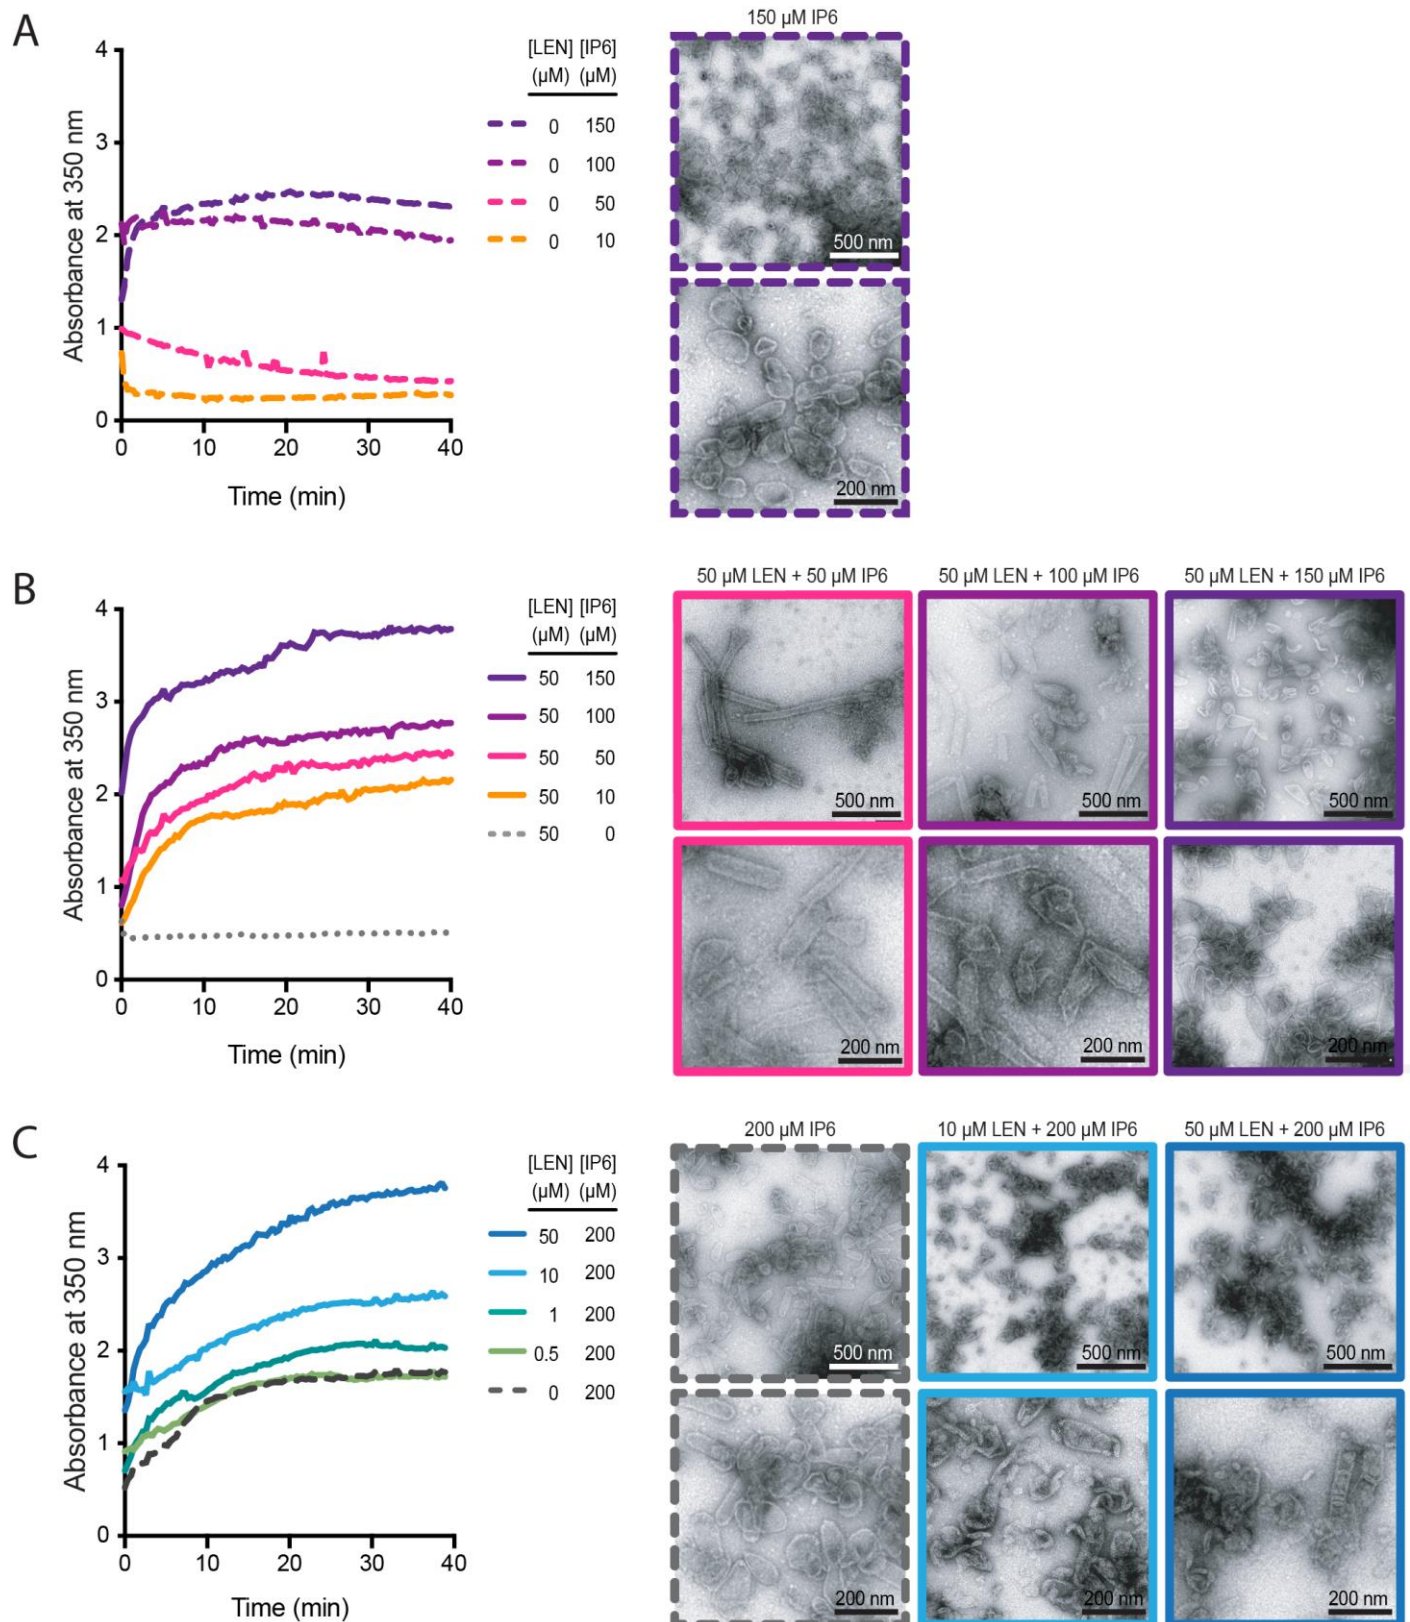 A
4
3
2
1
0
Absorbance at 350 nm
0 10 20 30 40
Time (min)
[LEN] [IP6]
(µM) (µM)
0 150
0 100
0 50
0 10
150 µM IP6
500 nm
200 nm
B
4
3
2
1
0
Absorbance at 350 nm
0 10 20 30 40
Time (min)
[LEN] [IP6]
(µM) (µM)
50 150
50 100
50 50
50 10
50 0
50 µM LEN + 50 µM IP6
50 µM LEN + 100 µM IP6
50 µM LEN + 150 µM IP6
500 nm
500 nm
500 nm
200 nm
200 nm
200 nm
C
4
3
2
1
0
Absorbance at 350 nm
0 10 20 30 40
Time (min)
[LEN] [IP6]
(µM) (µM)
50 200
10 200
1 200
0.5 200
0 200
200 µM IP6
10 µM LEN + 200 µM IP6
50 µM LEN + 200 µM IP6
500 nm
500 nm
500 nm
200 nm
200 nm
200 nm